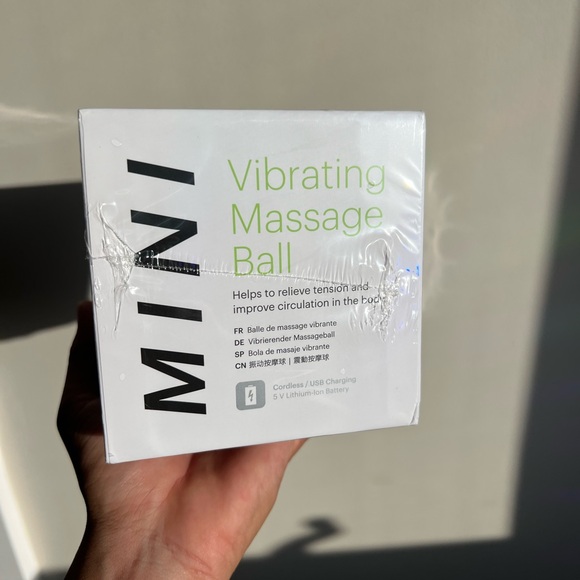 MINI
Vibrating
Massage
Ball
Helps to relieve tension and
improve circulation in the body
FR Balle de massage vibrante
DE Vibrierender Massageball
SP Bola de masaje vibrante
CN 振动按摩球 | 震動按摩球
Cordless / USB Charging
5 V Lithium-Ion Battery